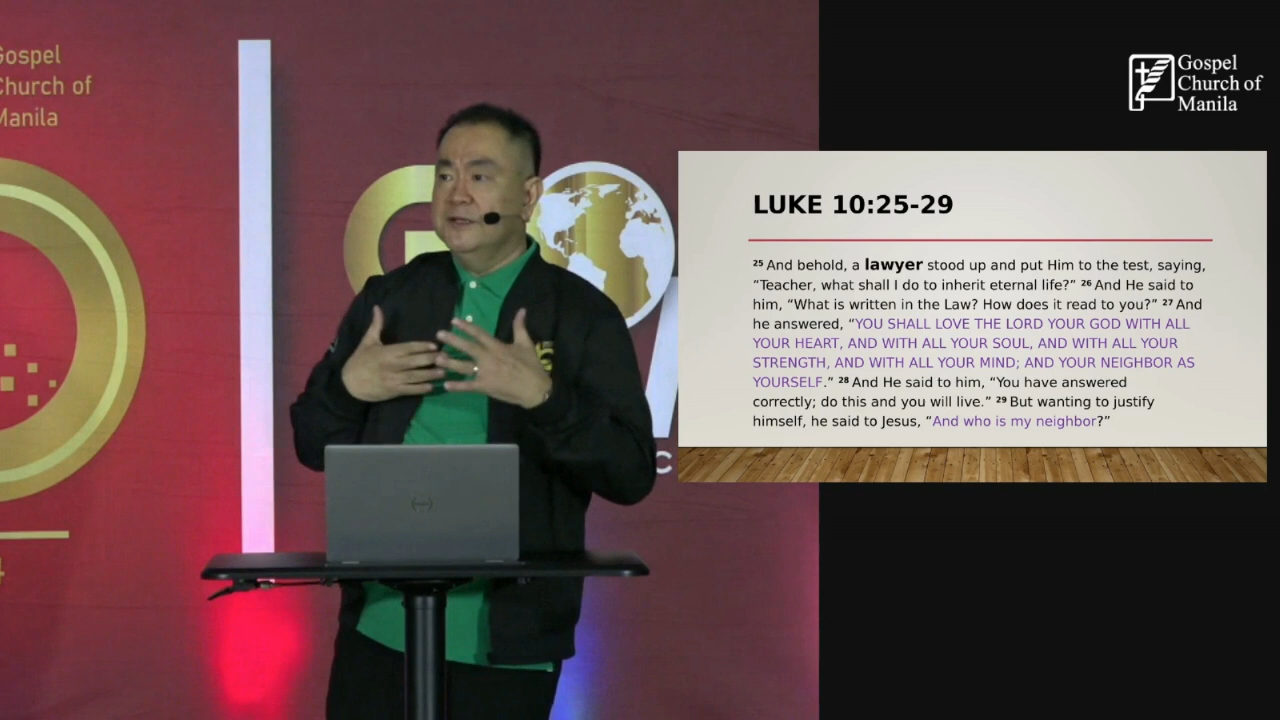 Gospel
Church of
Manila
Gospel
Church of
Manila
LUKE 10:25-29
25 And behold, a lawyer stood up and put Him to the test, saying,
“Teacher, what shall I do to inherit eternal life?” 26 And He said to
him, “What is written in the Law? How does it read to you?” 27 And
he answered, “YOU SHALL LOVE THE LORD YOUR GOD WITH ALL
YOUR HEART, AND WITH ALL YOUR SOUL, AND WITH ALL YOUR
STRENGTH, AND WITH ALL YOUR MIND; AND YOUR NEIGHBOR AS
YOURSELF.” 28 And He said to him, “You have answered
correctly; do this and you will live.” 29 But wanting to justify
himself, he said to Jesus, “And who is my neighbor?”